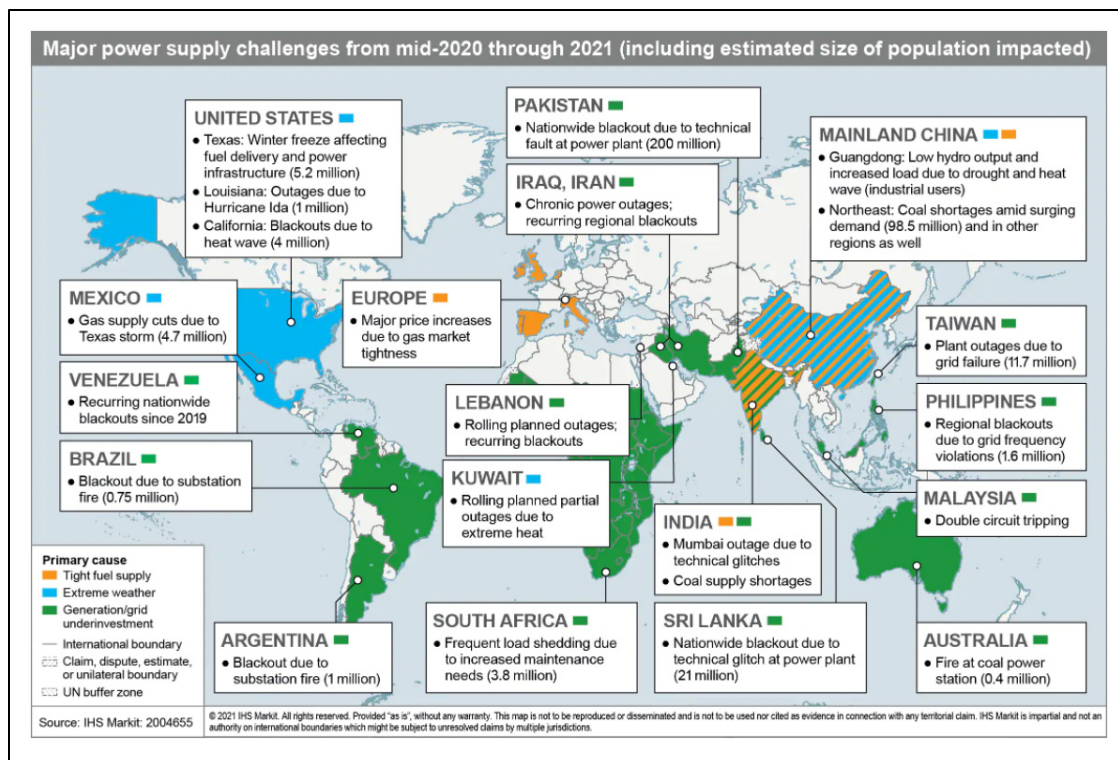 Major power supply challenges from mid-2020 through 2021 (including estimated size of population impacted)
UNITED STATES
• Texas: Winter freeze affecting
fuel delivery and power
infrastructure (5.2 million)
• Louisiana: Outages due to
Hurricane Ida (1 million)
• California: Blackouts due to
heat wave (4 million)
PAKISTAN
• Nationwide blackout due to technical
fault at power plant (200 million)
IRAQ, IRAN
• Chronic power outages;
recurring regional blackouts
MAINLAND CHINA
• Guangdong: Low hydro output and
increased load due to drought and heat
wave (industrial users)
• Northeast: Coal shortages amid surging
demand (98.5 million) and in other
regions as well
MEXICO
• Gas supply cuts due to
Texas storm (4.7 million)
EUROPE
• Major price increases
due to gas market
tightness
TAIWAN
• Plant outages due to
grid failure (11.7 million)
VENEZUELA
• Recurring nationwide
blackouts since 2019
LEBANON
• Rolling planned outages;
recurring blackouts
PHILIPPINES
• Regional blackouts
due to grid frequency
violations (1.6 million)
BRAZIL
• Blackout due to substation
fire (0.75 million)
KUWAIT
• Rolling planned partial
outages due to
extreme heat
MALAYSIA
• Double circuit tripping
INDIA
• Mumbai outage due to
technical glitches
• Coal supply shortages
Primary cause
Tight fuel supply
Extreme weather
Generation/grid
underinvestment
International boundary
Claim, dispute, estimate,
or unilateral boundary
UN buffer zone
ARGENTINA
• Blackout due to
substation fire (1 million)
SOUTH AFRICA
• Frequent load shedding due
to increased maintenance
needs (3.8 million)
SRI LANKA
• Nationwide blackout due to
technical glitch at power plant
(21 million)
AUSTRALIA
• Fire at coal power
station (0.4 million)
Source: IHS Markit: 2004655
© 2021 IHS Markit. All rights reserved. Provided "as is", without any warranty. This map is not to be reproduced or disseminated and is not to be used nor cited as evidence in connection with any territorial claim. IHS Markit is impartial and not an
authority on international boundaries which might be subject to unresolved claims by multiple jurisdictions.